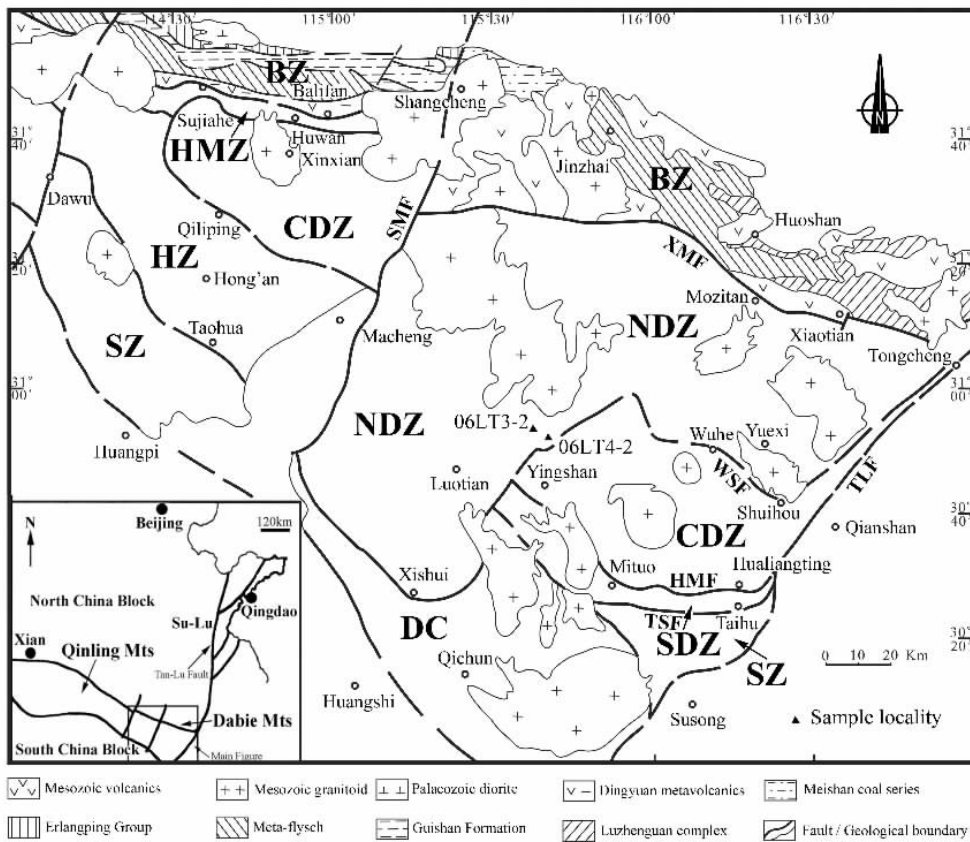 114°30′ 115°00′ 115°30′ 116°00′ 116°30′
BZ
Balifan
Shangcheng
Sujiahe
Huwan
HMZ
Xinxian
31°
40′
31°
40′
Jinzhai
BZ
Dawu
SMF
CDZ
Qiliping
Huoshan
XMF
HZ
Hong'an
31°
20′
Mozitan
NDZ
Xiaotian
SZ
Taohua
Macheng
Tongcheng
31°
00′
31°
00′
NDZ
06LT3-2
06LT4-2
Wuhe
Yuexi
Huangpi
Luotian
Yingshan
WSF
TLF
Shuihou
30°
40′
Qianshan
CDZ
Hualiangting
Mituo
HMF
Xishui
TSF
Taihu
DC
SDZ
30°
20′
SZ
Qichun
0 10 20 Km
Huangshi
Susong
▲ Sample locality
N
N
Beijing
120km
North China Block
Su-Lu
Qingdao
Xian
Tan-Lu Fault
Qinling Mts
Dabie Mts
South China Block
Main Figure
Mesozoic volcanics
Mesozoic granitoid
Palaeozoic diorite
Dingyuan metavolcanics
Meishan coal series
Erlangping Group
Meta-flysch
Guishan Formation
Luzhenguan complex
Fault / Geological boundary